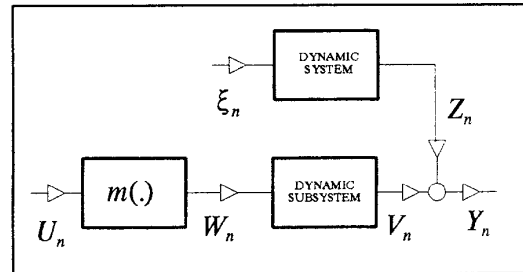 DYNAMIC
SYSTEM
ξn
Zn
m(.)
DYNAMIC
SUBSYSTEM
Un
Wn
Vn
Yn